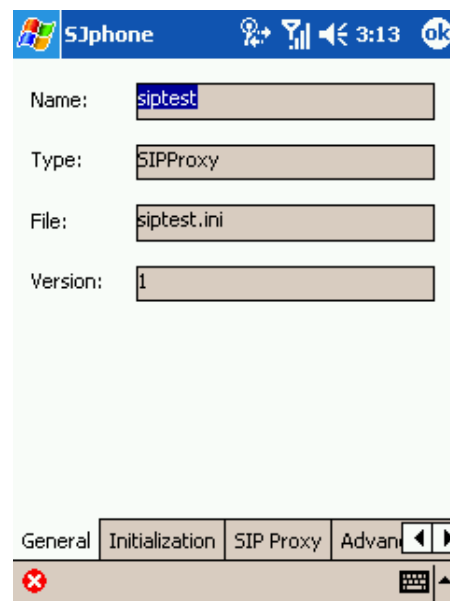 SJphone 3:13 ok
Name: siptest
Type: SIPProxy
File: siptest.ini
Version: 1
General Initialization SIP Proxy Advan